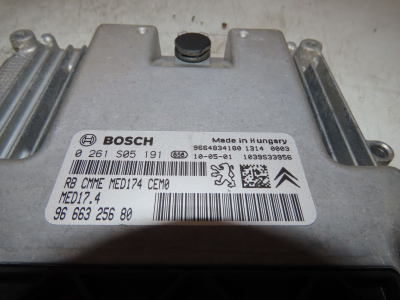 BOSCH
Made in Hungary
9664834180 1314 0003
0 261 S05 191
10-05-01 1039S33956
RB CMME MED174 CEM0
MED17.4
96 663 256 80